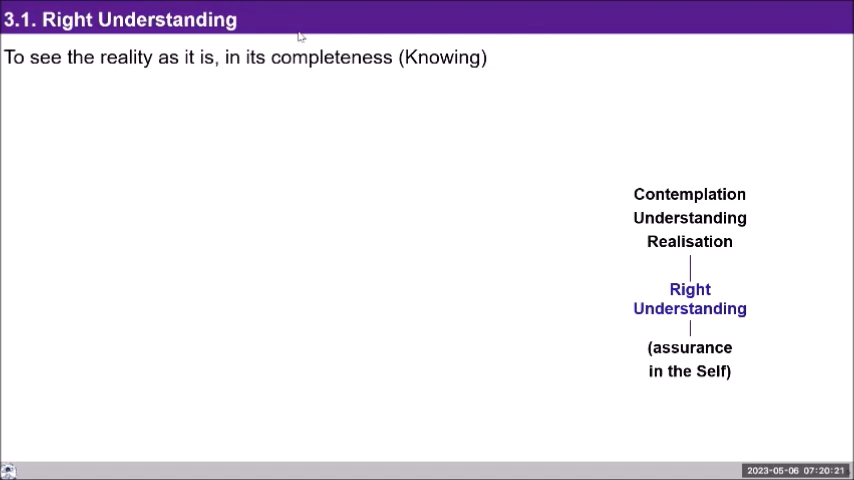 3.1. Right Understanding
To see the reality as it is, in its completeness (Knowing)
Contemplation
Understanding
Realisation
Right
Understanding
(assurance
in the Self)
2023-05-06 07:20:21